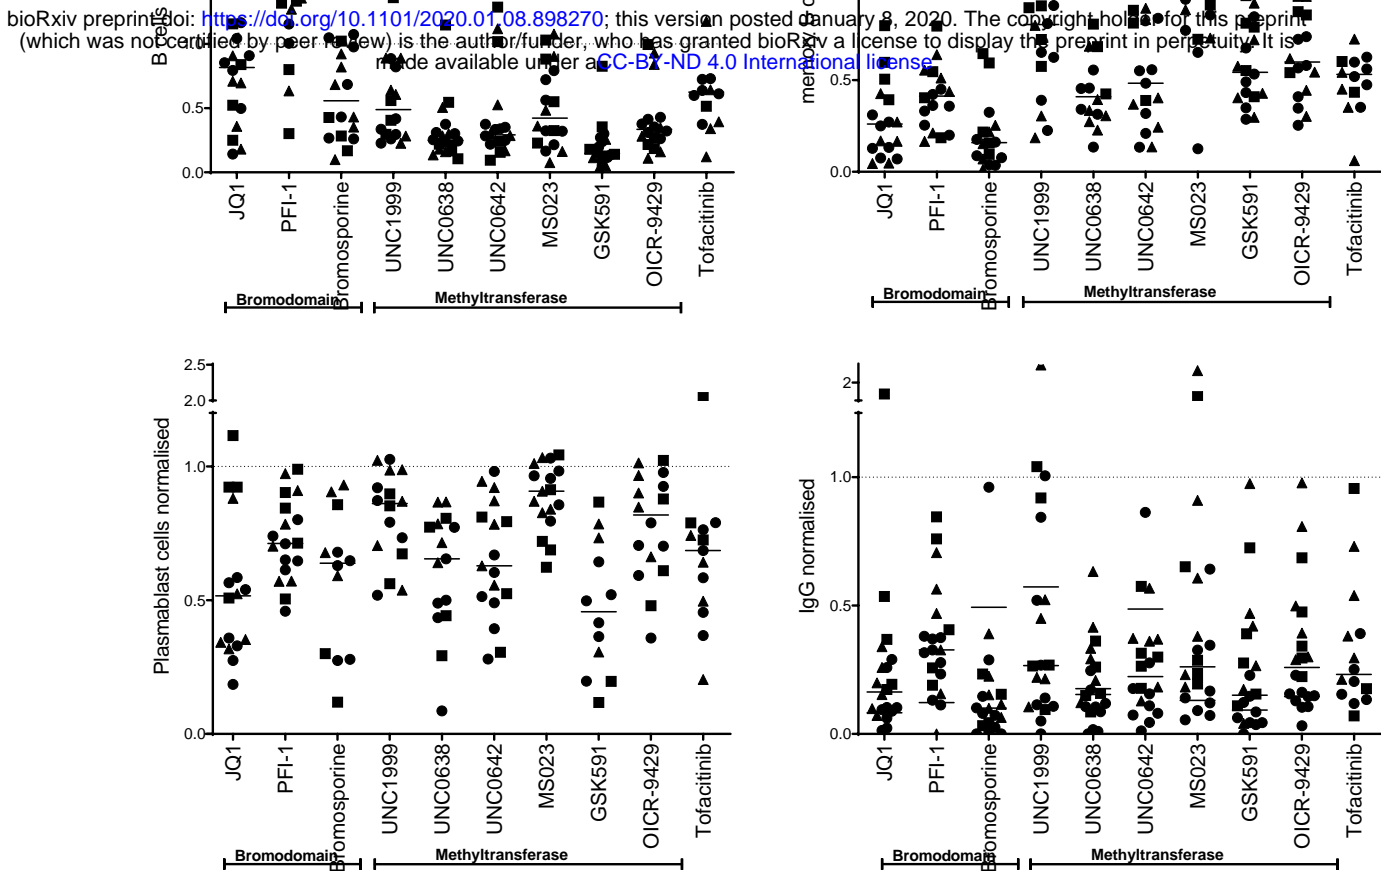 bioRxiv preprint doi: https://doi.org/10.1101/2020.01.08.898270; this version posted January 8, 2020. The copyright holder for this preprint
(which was not certified by peer review) is the author/funder, who has granted bioRxiv a license to display the preprint in perpetuity. It is
made available under aCC-BY-ND 4.0 International license.
B cells
1.0
0.5
0.0
JQ1
PFI-1
Bromosporine
UNC1999
UNC0638
UNC0642
MS023
GSK591
OICR-9429
Tofacitinib
Bromodomain
Methyltransferase
memory B c
0.5
0.0
JQ1
PFI-1
Bromosporine
UNC1999
UNC0638
UNC0642
MS023
GSK591
OICR-9429
Tofacitinib
Bromodomain
Methyltransferase
Plasmablast cells normalised
2.5
2.0
1.0
0.5
0.0
JQ1
PFI-1
Bromosporine
UNC1999
UNC0638
UNC0642
MS023
GSK591
OICR-9429
Tofacitinib
Bromodomain
Methyltransferase
IgG normalised
2
1.0
0.5
0.0
JQ1
PFI-1
Bromosporine
UNC1999
UNC0638
UNC0642
MS023
GSK591
OICR-9429
Tofacitinib
Bromodomain
Methyltransferase